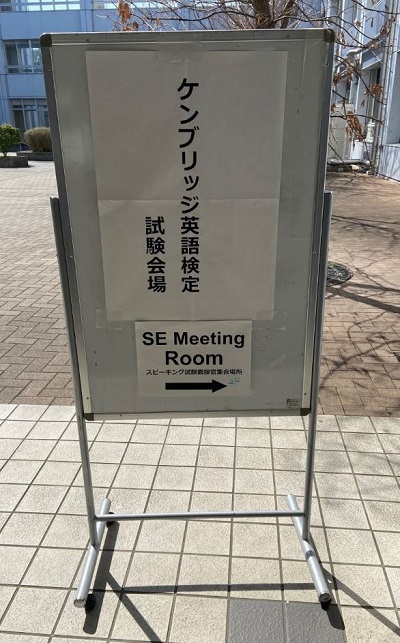 ケンブリッジ英語検定
試験会場
SE Meeting
Room
スピーキング試験面接官集合場所